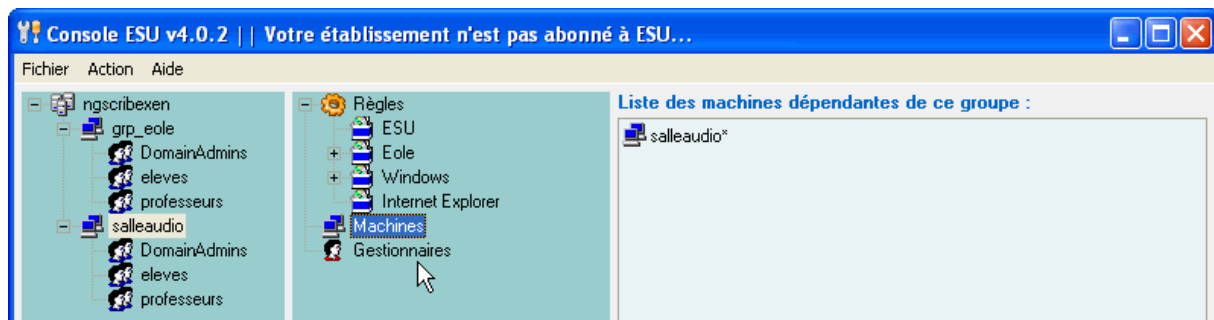 Console ESU v4.0.2 | | Votre établissement n'est pas abonné à ESU...
Fichier Action Aide
ngscribexen
grp_eole
DomainAdmins
eleves
professeurs
salleaudio
DomainAdmins
eleves
professeurs
Règles
ESU
Eole
Windows
Internet Explorer
Machines
Gestionnaires
Liste des machines dépendantes de ce groupe :
salleaudio*